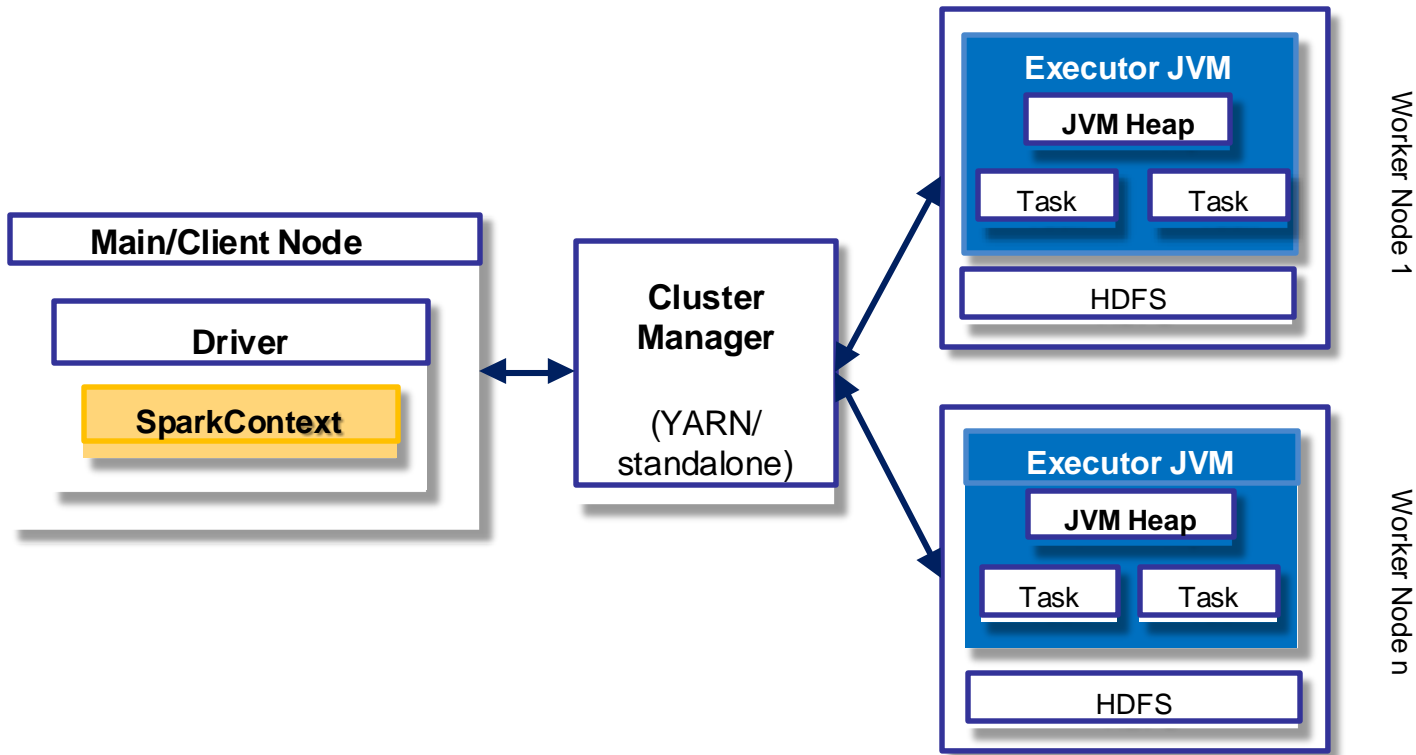 Main/Client Node
Driver
SparkContext
Cluster
Manager
(YARN/
standalone)
Executor JVM
JVM Heap
Task
Task
HDFS
Worker Node 1
Executor JVM
JVM Heap
Task
Task
HDFS
Worker Node n